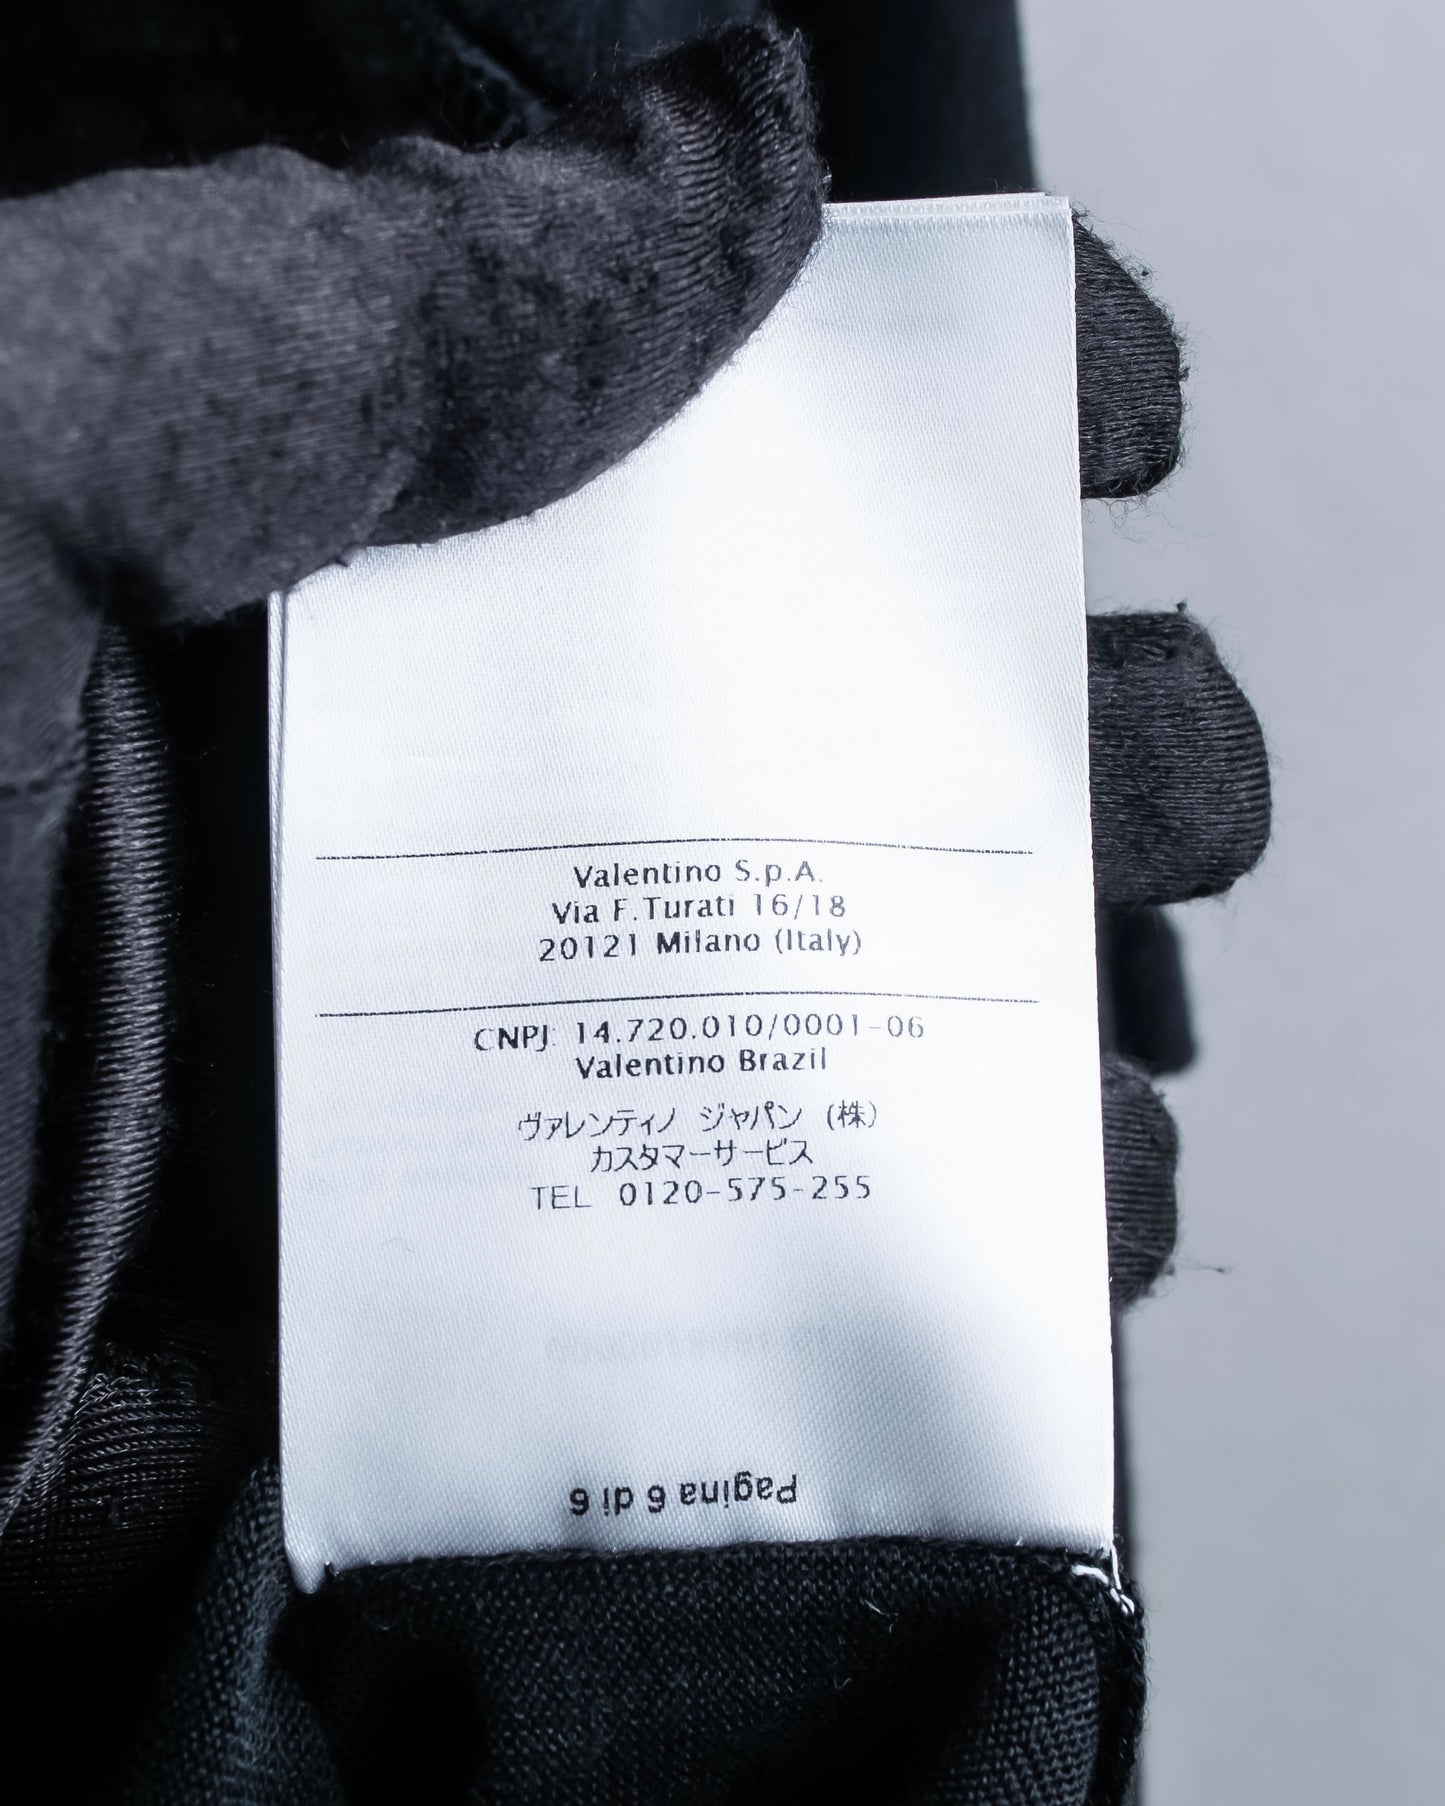 Valentino S.p.A.
Via F.Turati 16/18
20121 Milano (Italy)
CNPJ: 14.720.010/0001-06
Valentino Brazil
ヴァレンティノ ジャパン (株)
カスタマーサービス
TEL 0120-575-255
Pagina 6 di 6